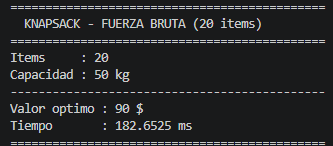 ==============================================
KNAPSACK - FUERZA BRUTA (20 items)
==============================================
Items     : 20
Capacidad : 50 kg
----------------------------------------------
Valor optimo : 90 $
Tiempo       : 182.6525 ms
==============================================